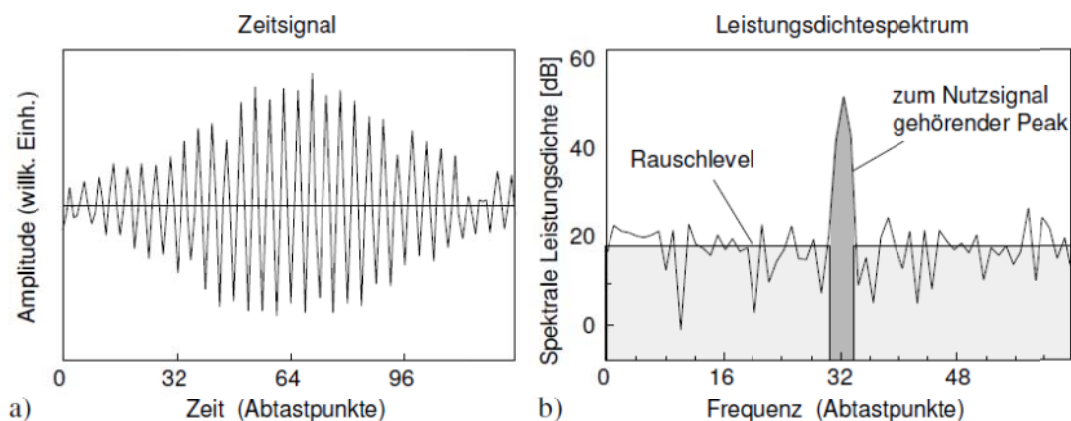 Zeitsignal
Amplitude (willk. Einh.)
0 32 64 96
a)
Zeit (Abtastpunkte)
Leistungsdichtespektrum
Spektrale Leistungsdichte [dB]
60
40
20
0
zum Nutzsignal
gehörender Peak
Rauschlevel
0 16 32 48
b)
Frequenz (Abtastpunkte)